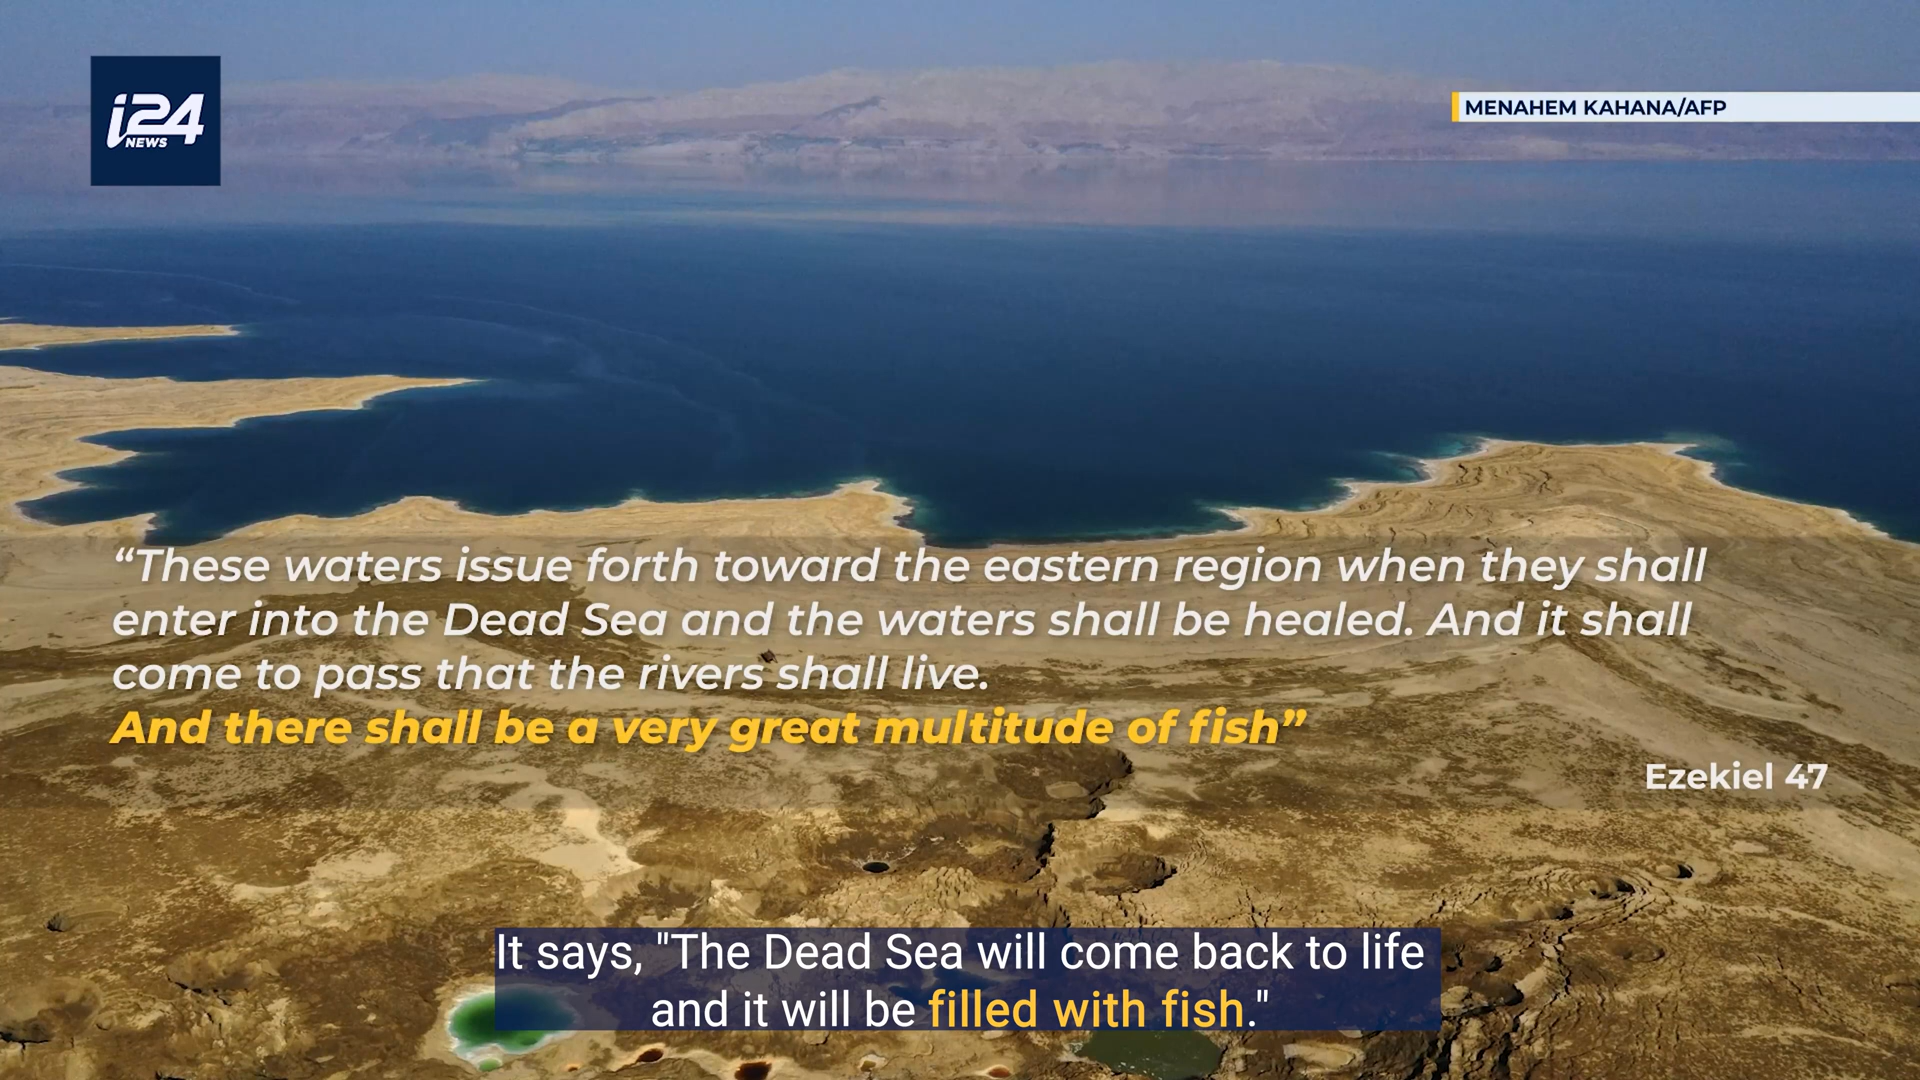 i24
NEWS
MENAHEM KAHANA/AFP
“These waters issue forth toward the eastern region when they shall
enter into the Dead Sea and the waters shall be healed. And it shall
come to pass that the rivers shall live.
And there shall be a very great multitude of fish”
Ezekiel 47
It says, "The Dead Sea will come back to life
and it will be filled with fish."